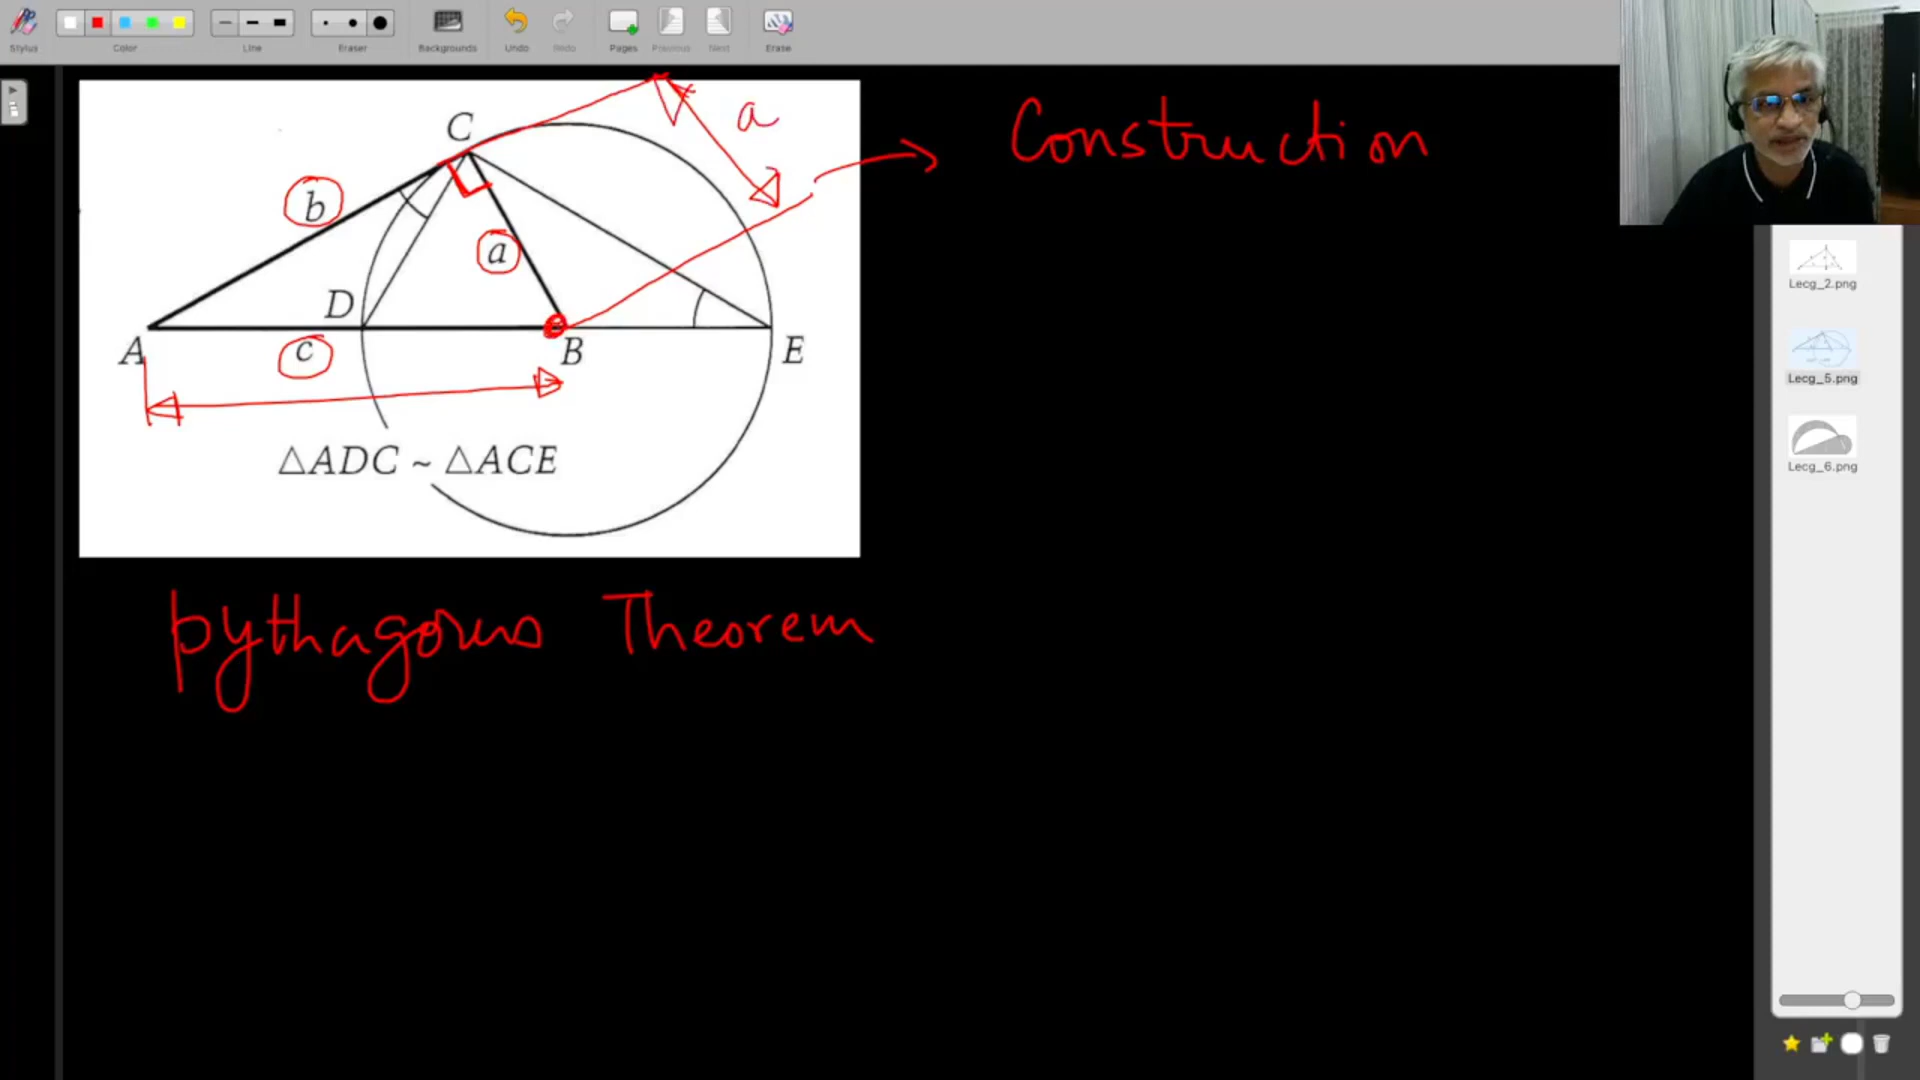 Stylus
Color
Line
Eraser
Backgrounds
Undo
Redo
Pages
Previous
Next
Erase
C
a
Construction
b
a
D
A
c
B
E
△ADC ~ △ACE
pythagorus Theorem
Lecg_2.png
Lecg_5.png
Lecg_6.png